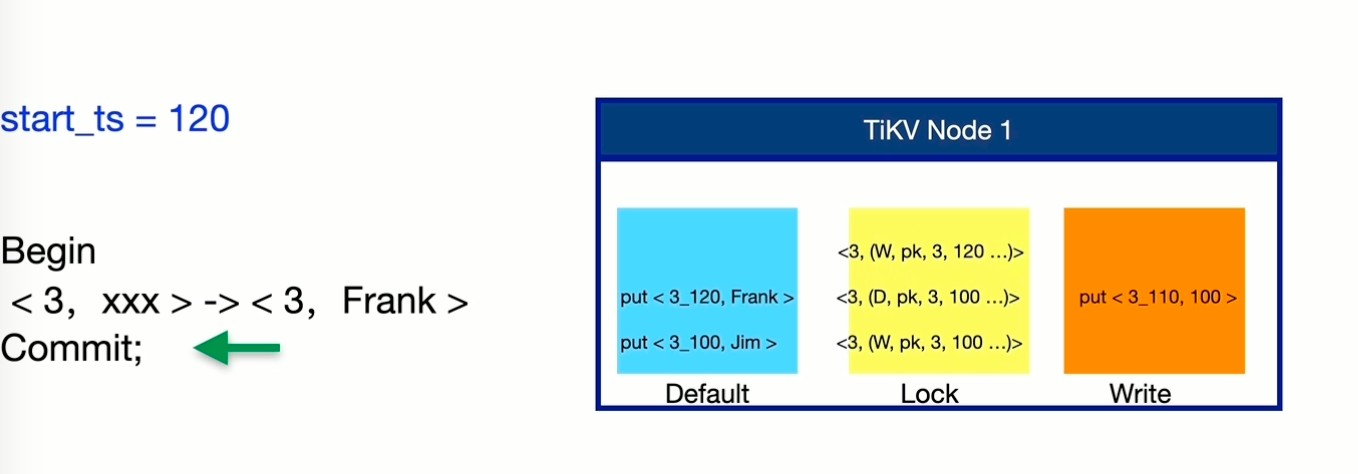 start_ts = 120
Begin
< 3, xxx > -> < 3, Frank >
Commit;
TiKV Node 1
put < 3_120, Frank >
put < 3_100, Jim >
Default
<3, (W, pk, 3, 120 ...)>
<3, (D, pk, 3, 100 ...)>
<3, (W, pk, 3, 100 ...)>
Lock
put < 3_110, 100 >
Write